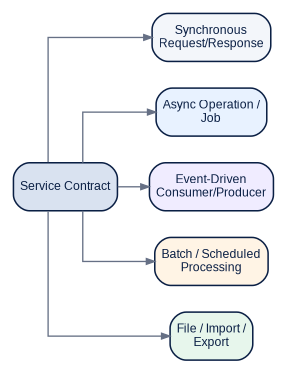 Synchronous
Request/Response
Async Operation /
Job
Service Contract
Event-Driven
Consumer/Producer
Batch / Scheduled
Processing
File / Import /
Export